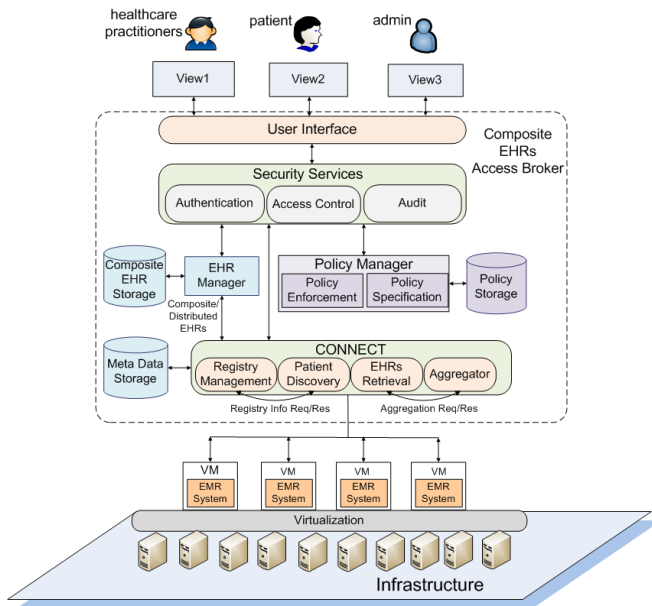 healthcare
practitioners
patient
admin
View1
View2
View3
User Interface
Composite
EHRs
Access Broker
Security Services
Authentication
Access Control
Audit
Composite
EHR
Storage
EHR
Manager
Policy Manager
Policy
Enforcement
Policy
Specification
Policy
Storage
Composite/
Distributed
EHRs
CONNECT
Meta Data
Storage
Registry
Management
Patient
Discovery
EHRs
Retrieval
Aggregator
Registry Info Req/Res
Aggregation Req/Res
VM
EMR
System
VM
EMR
System
VM
EMR
System
VM
EMR
System
Virtualization
Infrastructure